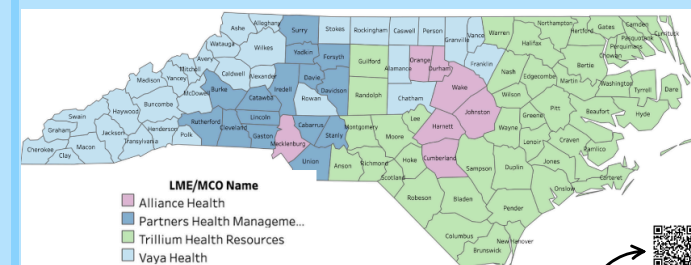 Ashe
Alleghany
Surry
Stokes
Rockingham
Caswell
Person
Granville
Vance
Warren
Northampton
Hertford
Gates
Camden
Pasquotank
Currituck
Perquimans
Chowan
Halifax
Watauga
Wilkes
Yadkin
Forsyth
Guilford
Alamance
Orange
Durham
Franklin
Nash
Edgecombe
Bertie
Martin
Washington
Tyrrell
Dare
Avery
Mitchell
Caldwell
Alexander
Iredell
Davie
Davidson
Randolph
Chatham
Wake
Wilson
Pitt
Beaufort
Hyde
Madison
Yancey
McDowell
Burke
Catawba
Rowan
Johnston
Greene
Buncombe
Haywood
Swain
Graham
Cherokee
Clay
Macon
Jackson
Transylvania
Henderson
Polk
Rutherford
Cleveland
Lincoln
Gaston
Mecklenburg
Cabarrus
Stanly
Union
Anson
Montgomery
Moore
Lee
Harnett
Wayne
Lenoir
Craven
Pamlico
Richmond
Scotland
Hoke
Cumberland
Sampson
Duplin
Jones
Carteret
Onslow
Robeson
Bladen
Pender
Columbus
Brunswick
New Hanover
LME/MCO Name
Alliance Health
Partners Health Manageme...
Trillium Health Resources
Vaya Health